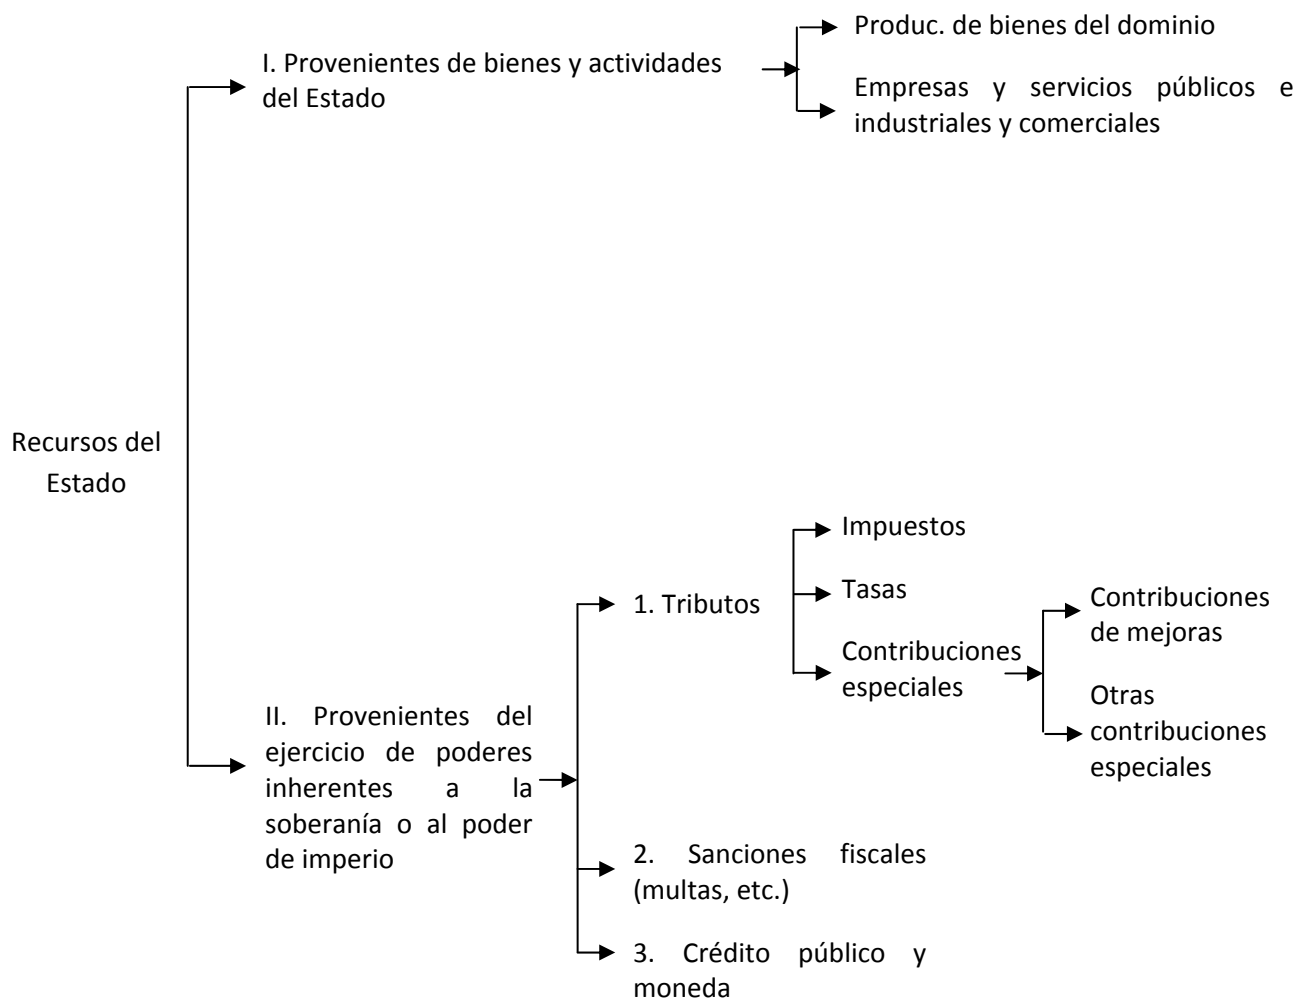 Produc. de bienes del dominio
I. Provenientes de bienes y actividades
del Estado
Empresas y servicios públicos e
industriales y comerciales
Recursos del
Estado
Impuestos
Tasas
1. Tributos
Contribuciones
especiales
Contribuciones
de mejoras
Otras
contribuciones
especiales
II. Provenientes del
ejercicio de poderes
inherentes a la
soberanía o al poder
de imperio
2. Sanciones fiscales
(multas, etc.)
3. Crédito público y
moneda